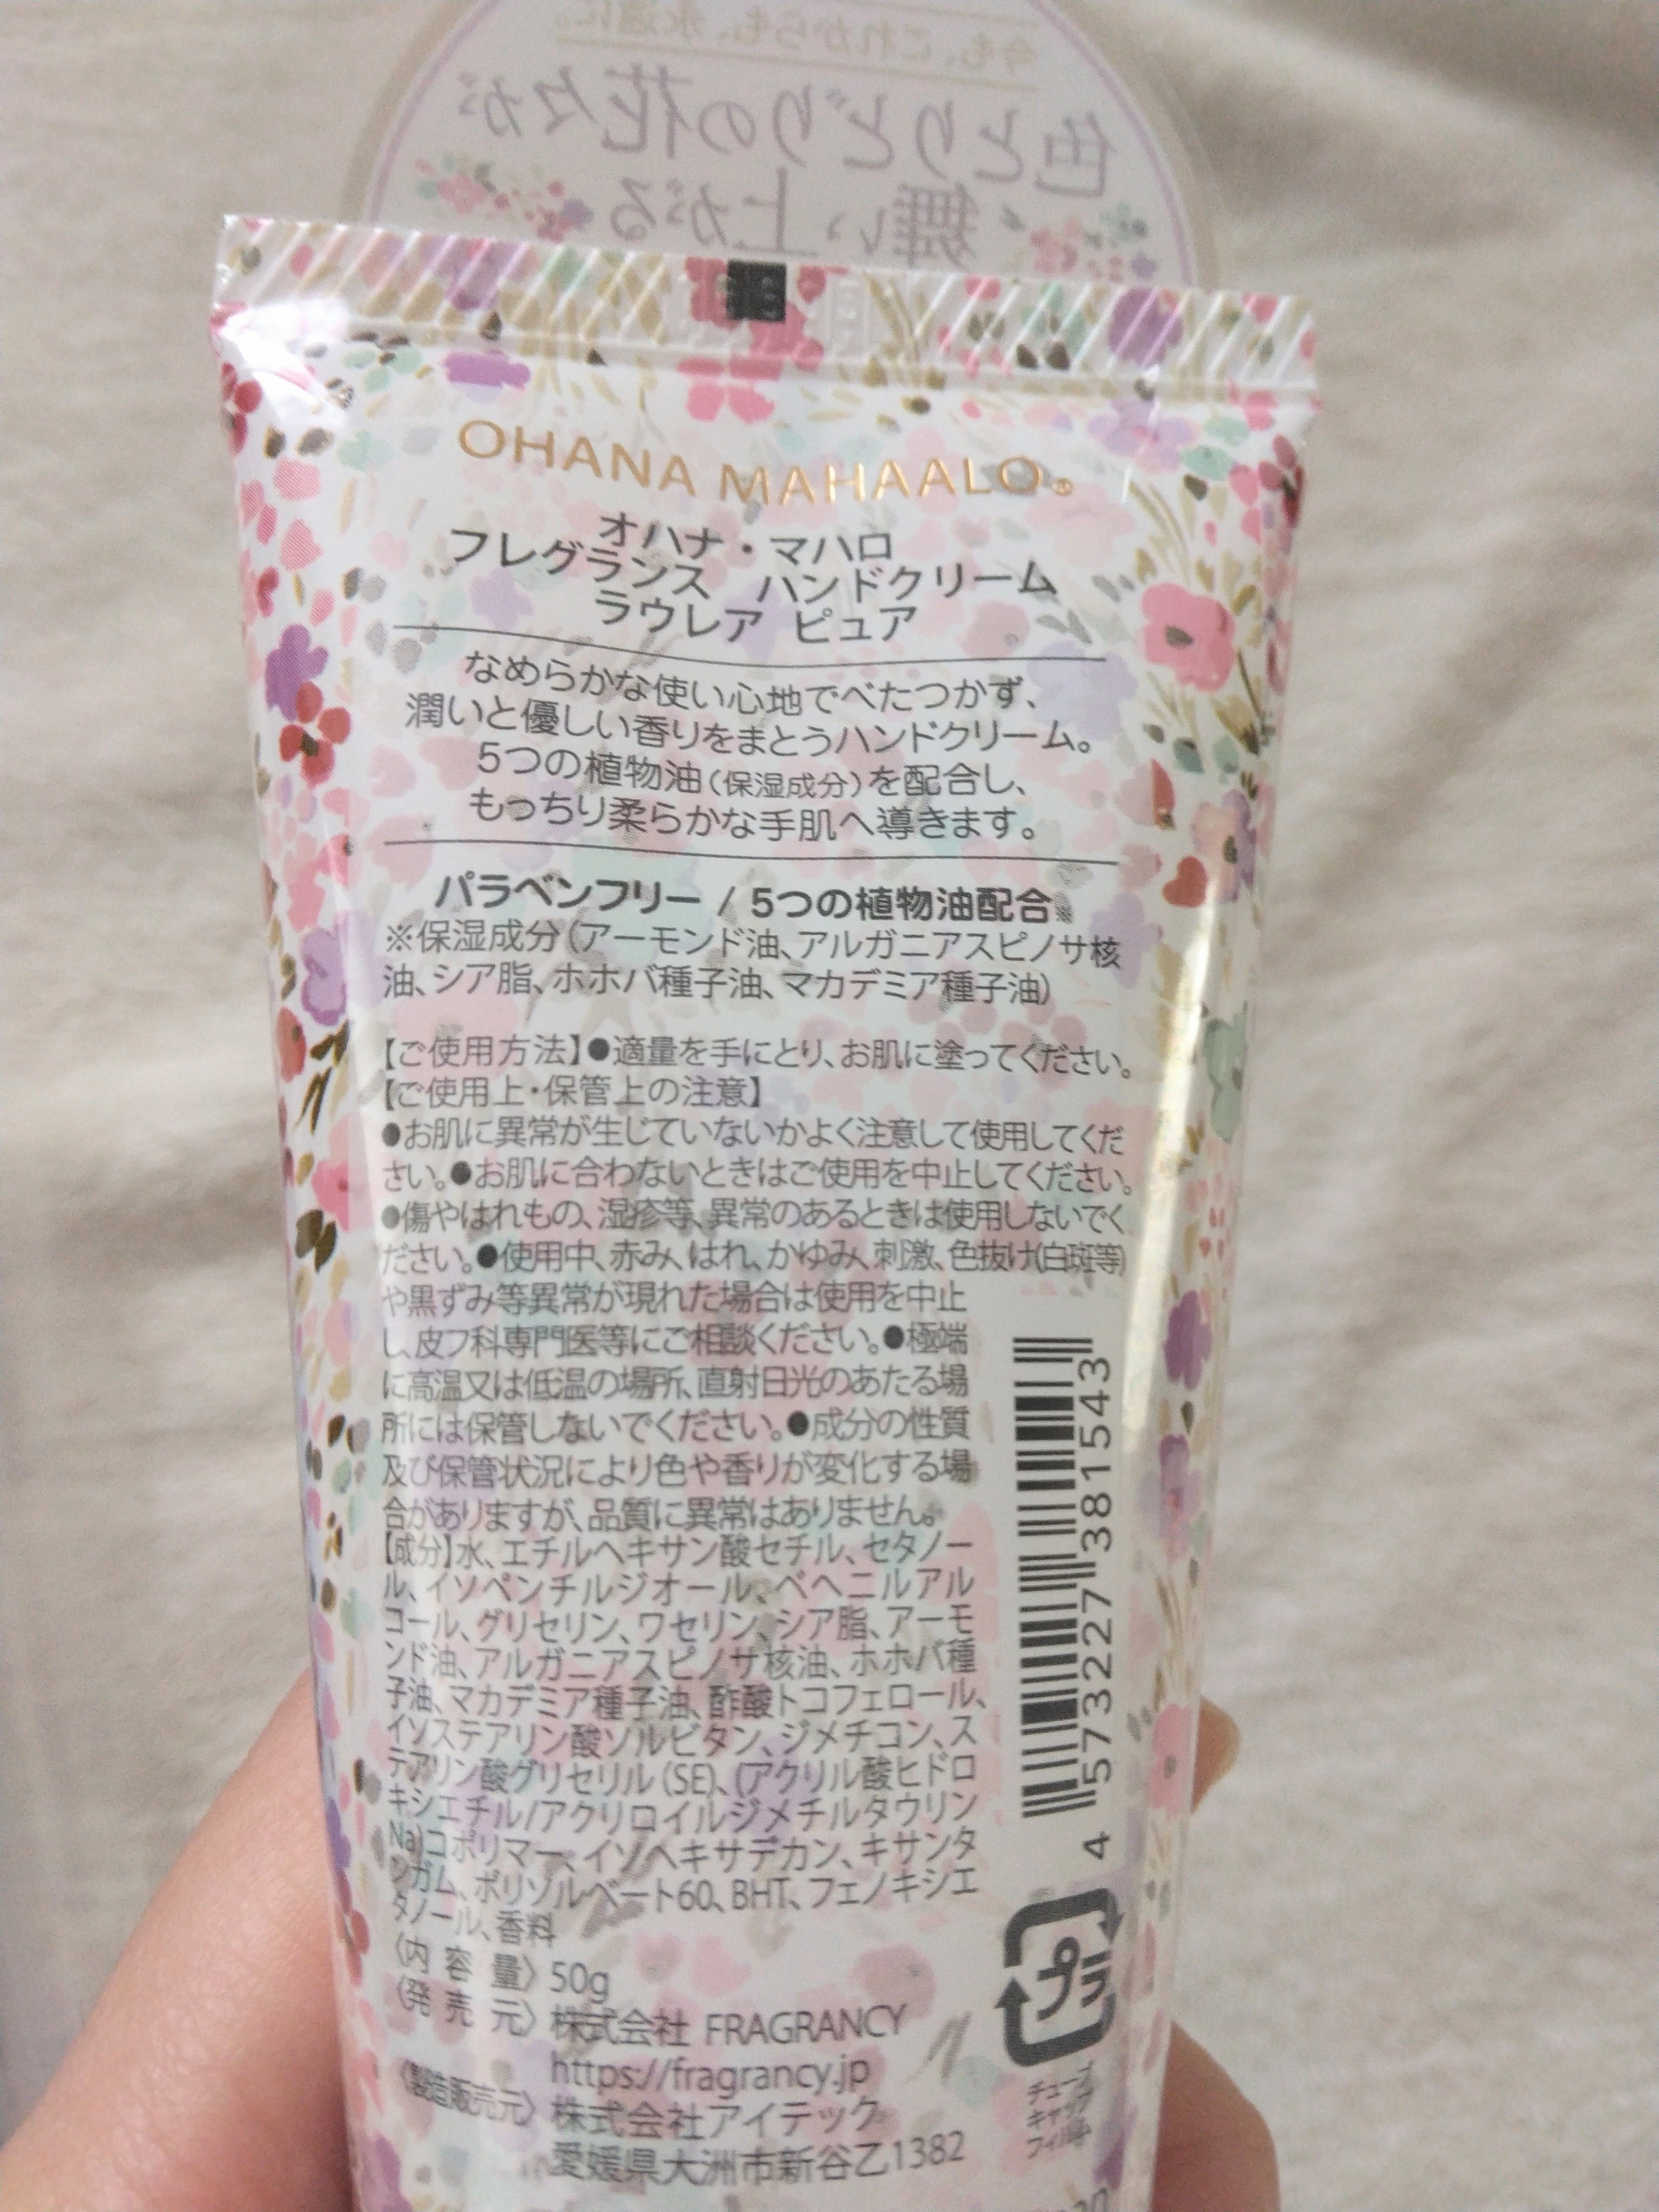 今も、これからも、永遠に。
色とりどりの花々が
舞い上がる
OHANA MAHAALO®
オハナ・マハロ
フレグランス ハンドクリーム
ラウレア ピュア
なめらかな使い心地でべたつかず、
潤いと優しい香りをまとうハンドクリーム。
5つの植物油(保湿成分)を配合し、
もっちり柔らかな手肌へ導きます。
パラベンフリー / 5つの植物油配合※
※保湿成分(アーモンド油、アルガニアスピノサ核
油、シア脂、ホホバ種子油、マカデミア種子油)
【ご使用方法】●適量を手にとり、お肌に塗ってください。
【ご使用上・保管上の注意】
●お肌に異常が生じていないかよく注意して使用してくだ
さい。●お肌に合わないときはご使用を中止してください。
●傷やはれもの、湿疹等、異常のあるときは使用しないでく
ださい。●使用中、赤み、はれ、かゆみ、刺激、色抜け(白斑等)
や黒ずみ等異常が現れた場合は使用を中止
し、皮フ科専門医等にご相談ください。●極端
に高温又は低温の場所、直射日光のあたる場
所には保管しないでください。●成分の性質
及び保管状況により色や香りが変化する場
合がありますが、品質に異常はありません。
【成分】水、エチルヘキサン酸セチル、セタノー
ル、イソペンチルジオール、ベヘニルアル
コール、グリセリン、ワセリン、シア脂、アーモ
ンド油、アルガニアスピノサ核油、ホホバ種
子油、マカデミア種子油、酢酸トコフェロール、
イソステアリン酸ソルビタン、ジメチコン、ス
テアリン酸グリセリル(SE)、(アクリル酸ヒドロ
キシエチル/アクリロイルジメチルタウリン
Na)コポリマー、イソヘキサデカン、キサンタ
ンガム、ポリソルベート60、BHT、フェノキシエ
タノール、香料
〈内容量〉50g
〈発売元〉株式会社 FRAGRANCY
https://fragrancy.jp
〈製造販売元〉株式会社アイテック
愛媛県大洲市新谷乙1382
4 573227 381543
プラ
チューブ
キャップ